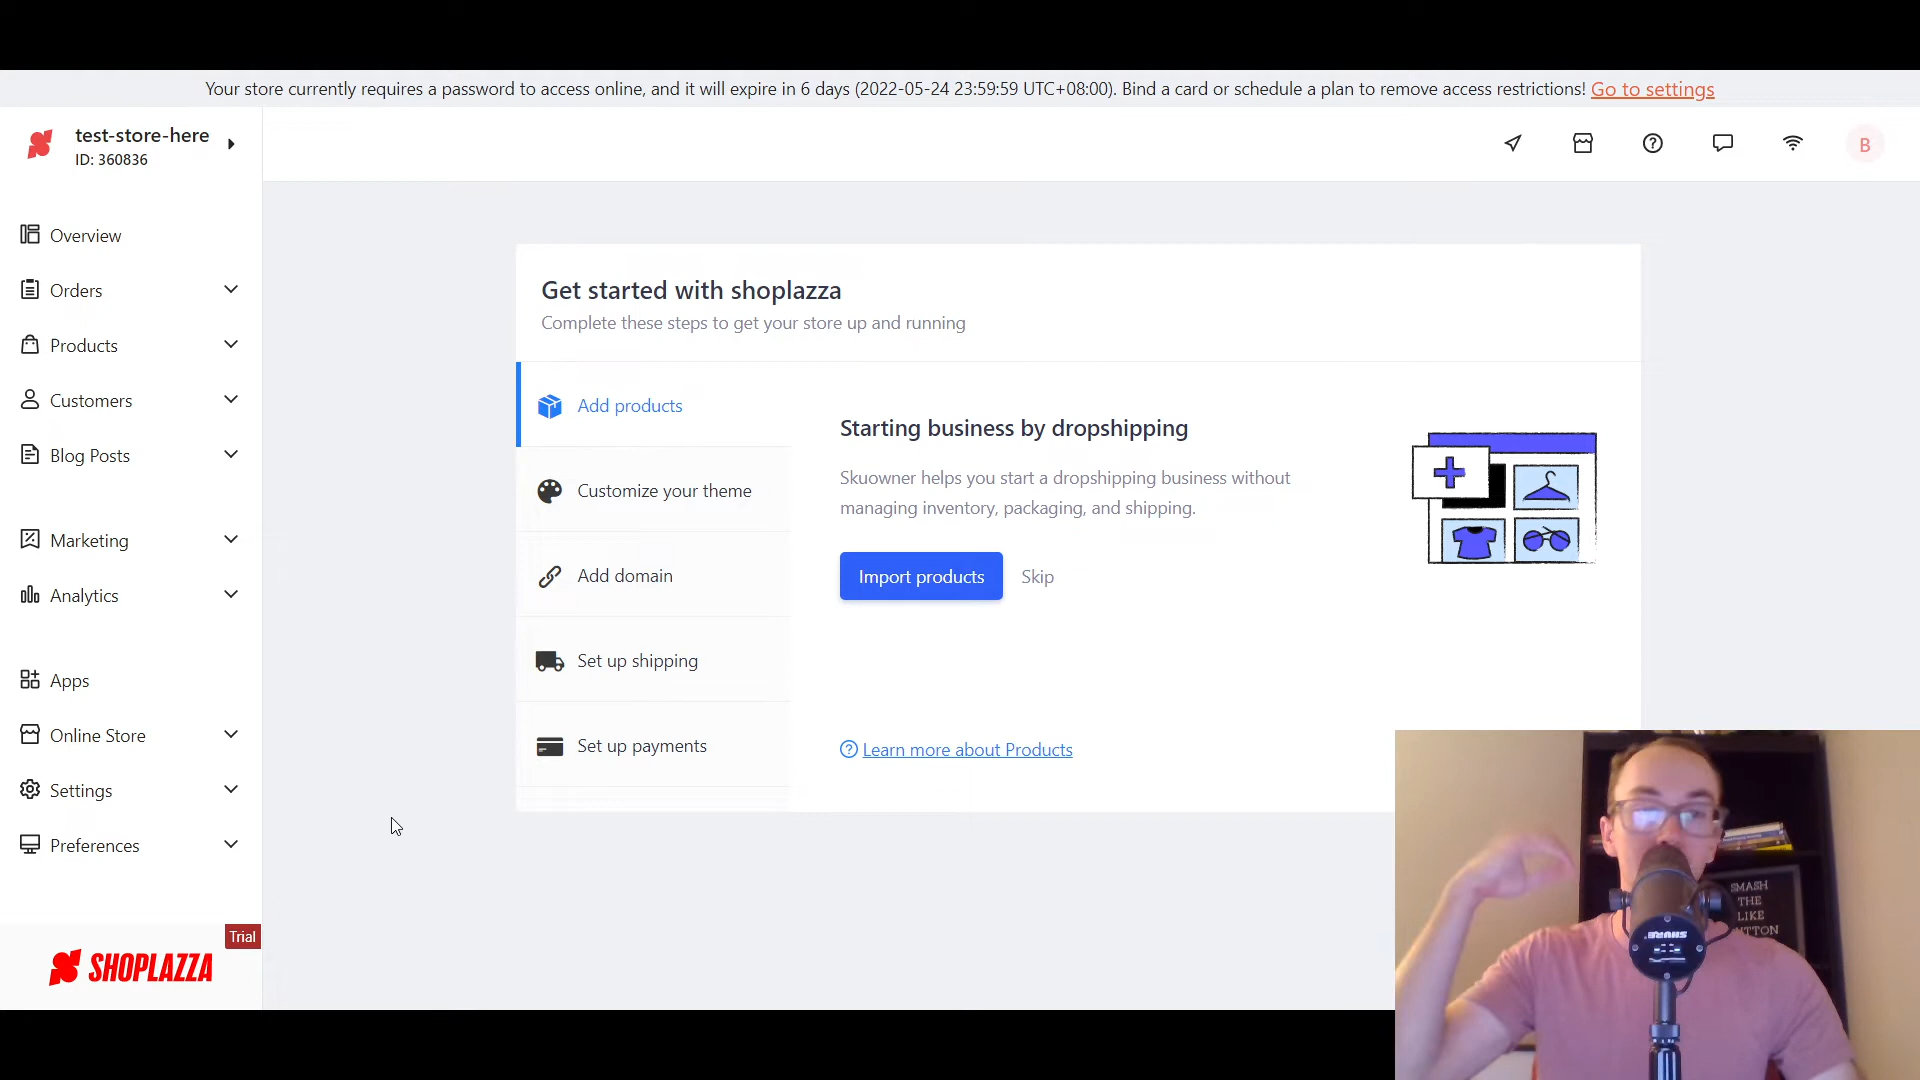 Your store currently requires a password to access online, and it will expire in 6 days (2022-05-24 23:59:59 UTC+08:00). Bind a card or schedule a plan to remove access restrictions! Go to settings
test-store-here
ID: 360836
B
Overview
Orders
Products
Customers
Blog Posts
Marketing
Analytics
Apps
Online Store
Settings
Preferences
Trial
SHOPLAZZA
Get started with shoplazza
Complete these steps to get your store up and running
Add products
Customize your theme
Add domain
Set up shipping
Set up payments
Starting business by dropshipping
Skuowner helps you start a dropshipping business without
managing inventory, packaging, and shipping.
Import products
Skip
Learn more about Products
SMASH
THE
LIKE
SHURE